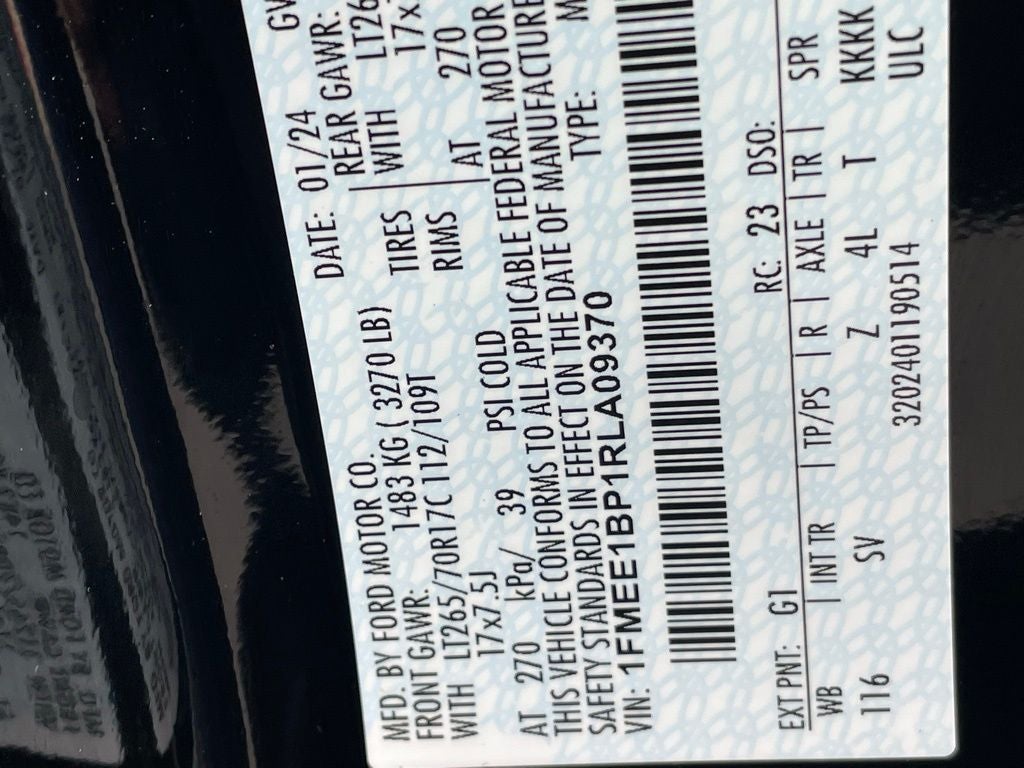 MFD. BY FORD MOTOR CO.
DATE: 01/24 GV
FRONT GAWR: 1483 KG ( 3270 LB)
REAR GAWR:
WITH LT265/70R17C 112/109T TIRES
WITH LT26
17x7.5J RIMS
17x
AT 270 kPa/ 39 PSI COLD
AT 270
THIS VEHICLE CONFORMS TO ALL APPLICABLE FEDERAL MOTOR
SAFETY STANDARDS IN EFFECT ON THE DATE OF MANUFACTURE
VIN: 1FMEE1BP1RLA09370
TYPE: M
EXT PNT: G1 RC: 23 DSO:
WB | INT TR | TP/PS | R | AXLE | TR | SPR
116 SV Z 4L T KKKK
3202401190514 ULC